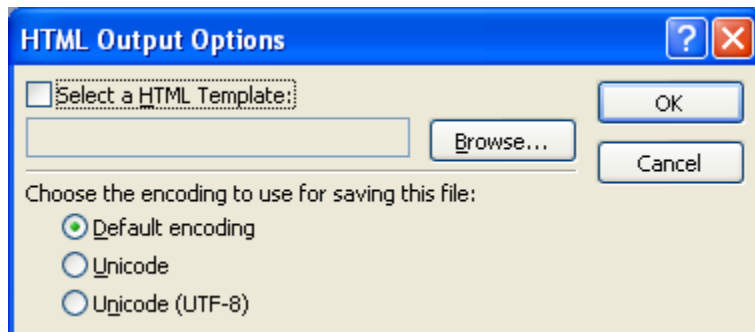 HTML Output Options
Select a HTML Template:
OK
Browse...
Cancel
Choose the encoding to use for saving this file:
Default encoding
Unicode
Unicode (UTF-8)